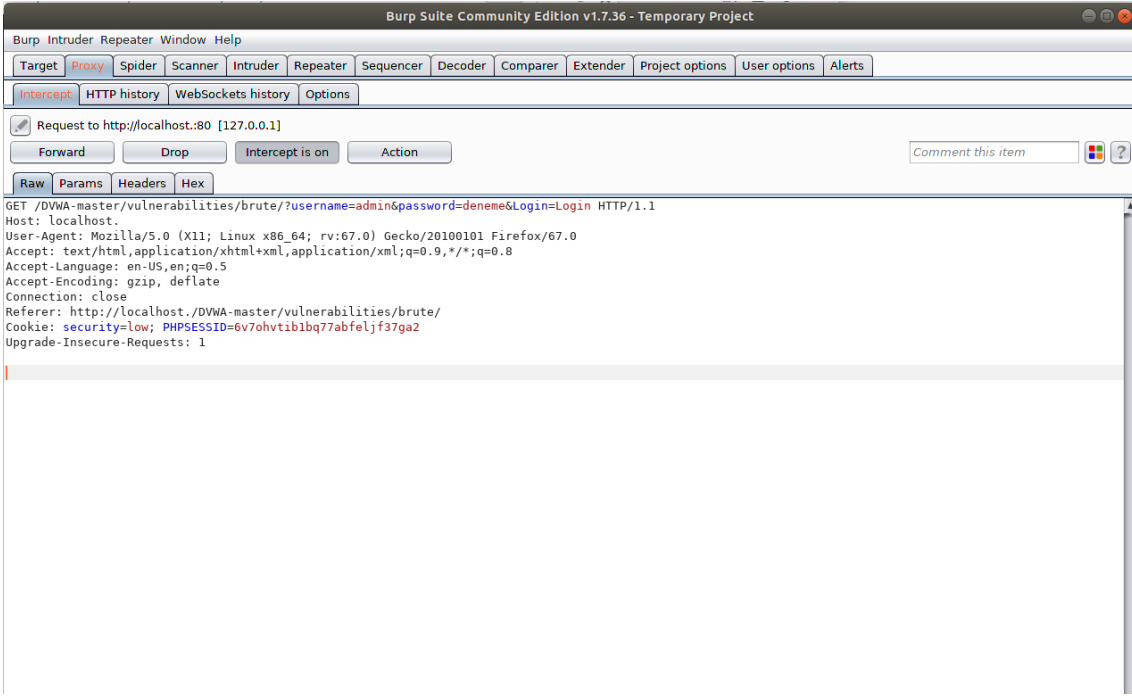 Burp Suite Community Edition v1.7.36 - Temporary Project
Burp Intruder Repeater Window Help
Target Proxy Spider Scanner Intruder Repeater Sequencer Decoder Comparer Extender Project options User options Alerts
Intercept HTTP history WebSockets history Options
Request to http://localhost.:80 [127.0.0.1]
Forward Drop Intercept is on Action Comment this item ?
Raw Params Headers Hex
GET /DVWA-master/vulnerabilities/brute/?username=admin&password=deneme&Login=Login HTTP/1.1
Host: localhost.
User-Agent: Mozilla/5.0 (X11; Linux x86_64; rv:67.0) Gecko/20100101 Firefox/67.0
Accept: text/html,application/xhtml+xml,application/xml;q=0.9,*/*;q=0.8
Accept-Language: en-US,en;q=0.5
Accept-Encoding: gzip, deflate
Connection: close
Referer: http://localhost./DVWA-master/vulnerabilities/brute/
Cookie: security=low; PHPSESSID=6v7ohvtib1bq77abfeljf37ga2
Upgrade-Insecure-Requests: 1